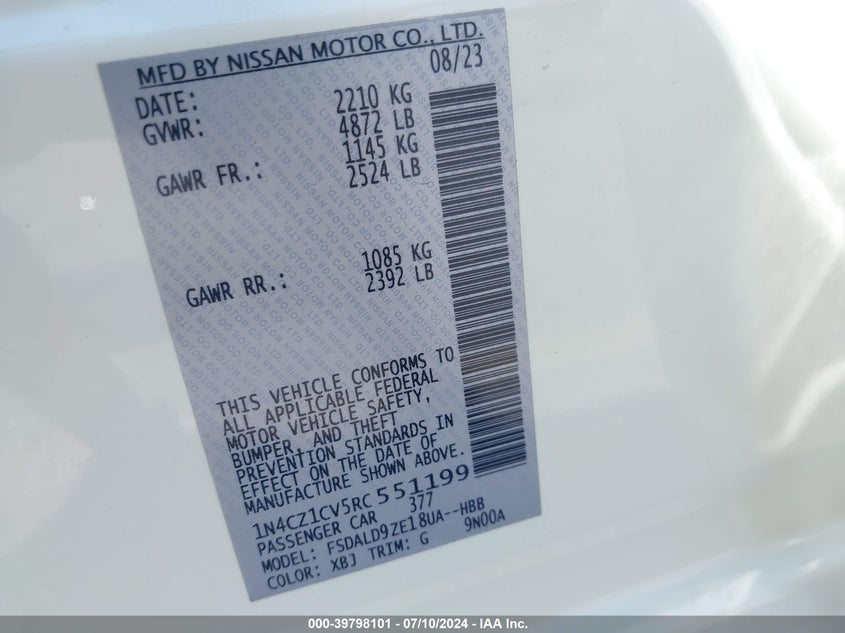 MFD BY NISSAN MOTOR CO., LTD.
DATE: 08/23
GVWR: 2210 KG
4872 LB
GAWR FR.: 1145 KG
2524 LB
GAWR RR.: 1085 KG
2392 LB
THIS VEHICLE CONFORMS TO
ALL APPLICABLE FEDERAL
MOTOR VEHICLE SAFETY,
BUMPER, AND THEFT
PREVENTION STANDARDS IN
EFFECT ON THE DATE OF
MANUFACTURE SHOWN ABOVE.
1N4CZ1CV5RC551199
PASSENGER CAR 377
MODEL: FSDALD9ZE18UA--HBB
COLOR: XBJ TRIM: G 9N00A
000-39798101 - 07/10/2024 - IAA Inc.